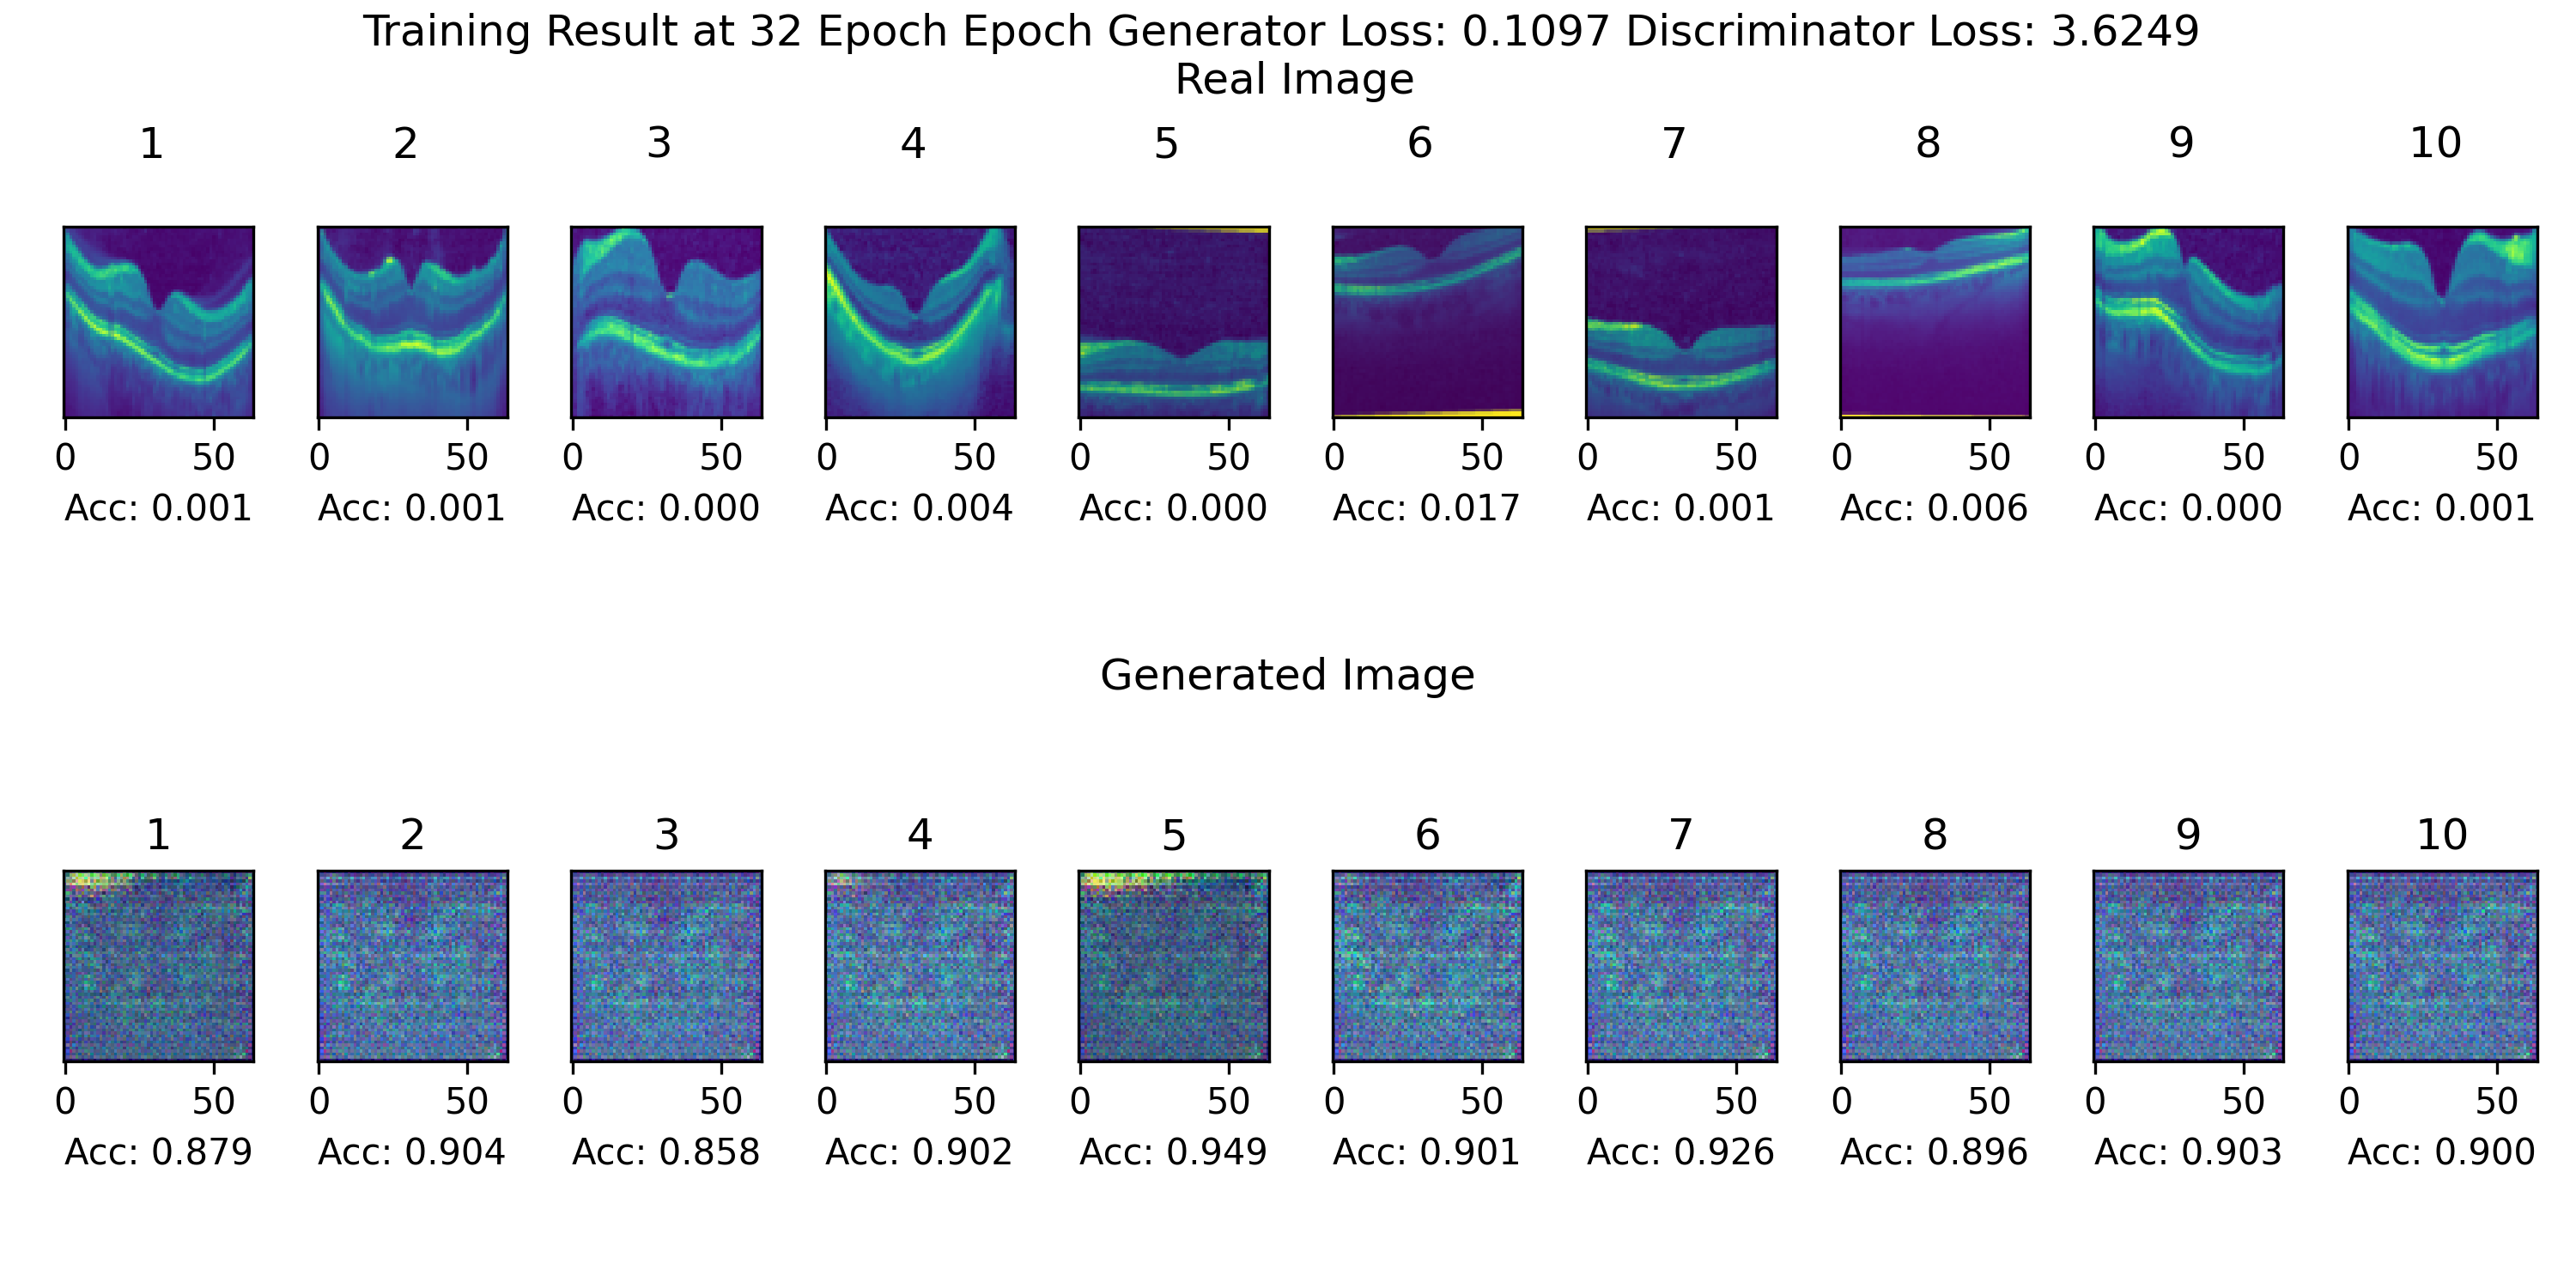 Training Result at 32 Epoch Epoch Generator Loss: 0.1097 Discriminator Loss: 3.6249
Real Image
1 2 3 4 5 6 7 8 9 10
0 50 0 50 0 50 0 50 0 50 0 50 0 50 0 50 0 50 0 50
Acc: 0.001 Acc: 0.001 Acc: 0.000 Acc: 0.004 Acc: 0.000 Acc: 0.017 Acc: 0.001 Acc: 0.006 Acc: 0.000 Acc: 0.001
Generated Image
1 2 3 4 5 6 7 8 9 10
0 50 0 50 0 50 0 50 0 50 0 50 0 50 0 50 0 50 0 50
Acc: 0.879 Acc: 0.904 Acc: 0.858 Acc: 0.902 Acc: 0.949 Acc: 0.901 Acc: 0.926 Acc: 0.896 Acc: 0.903 Acc: 0.900